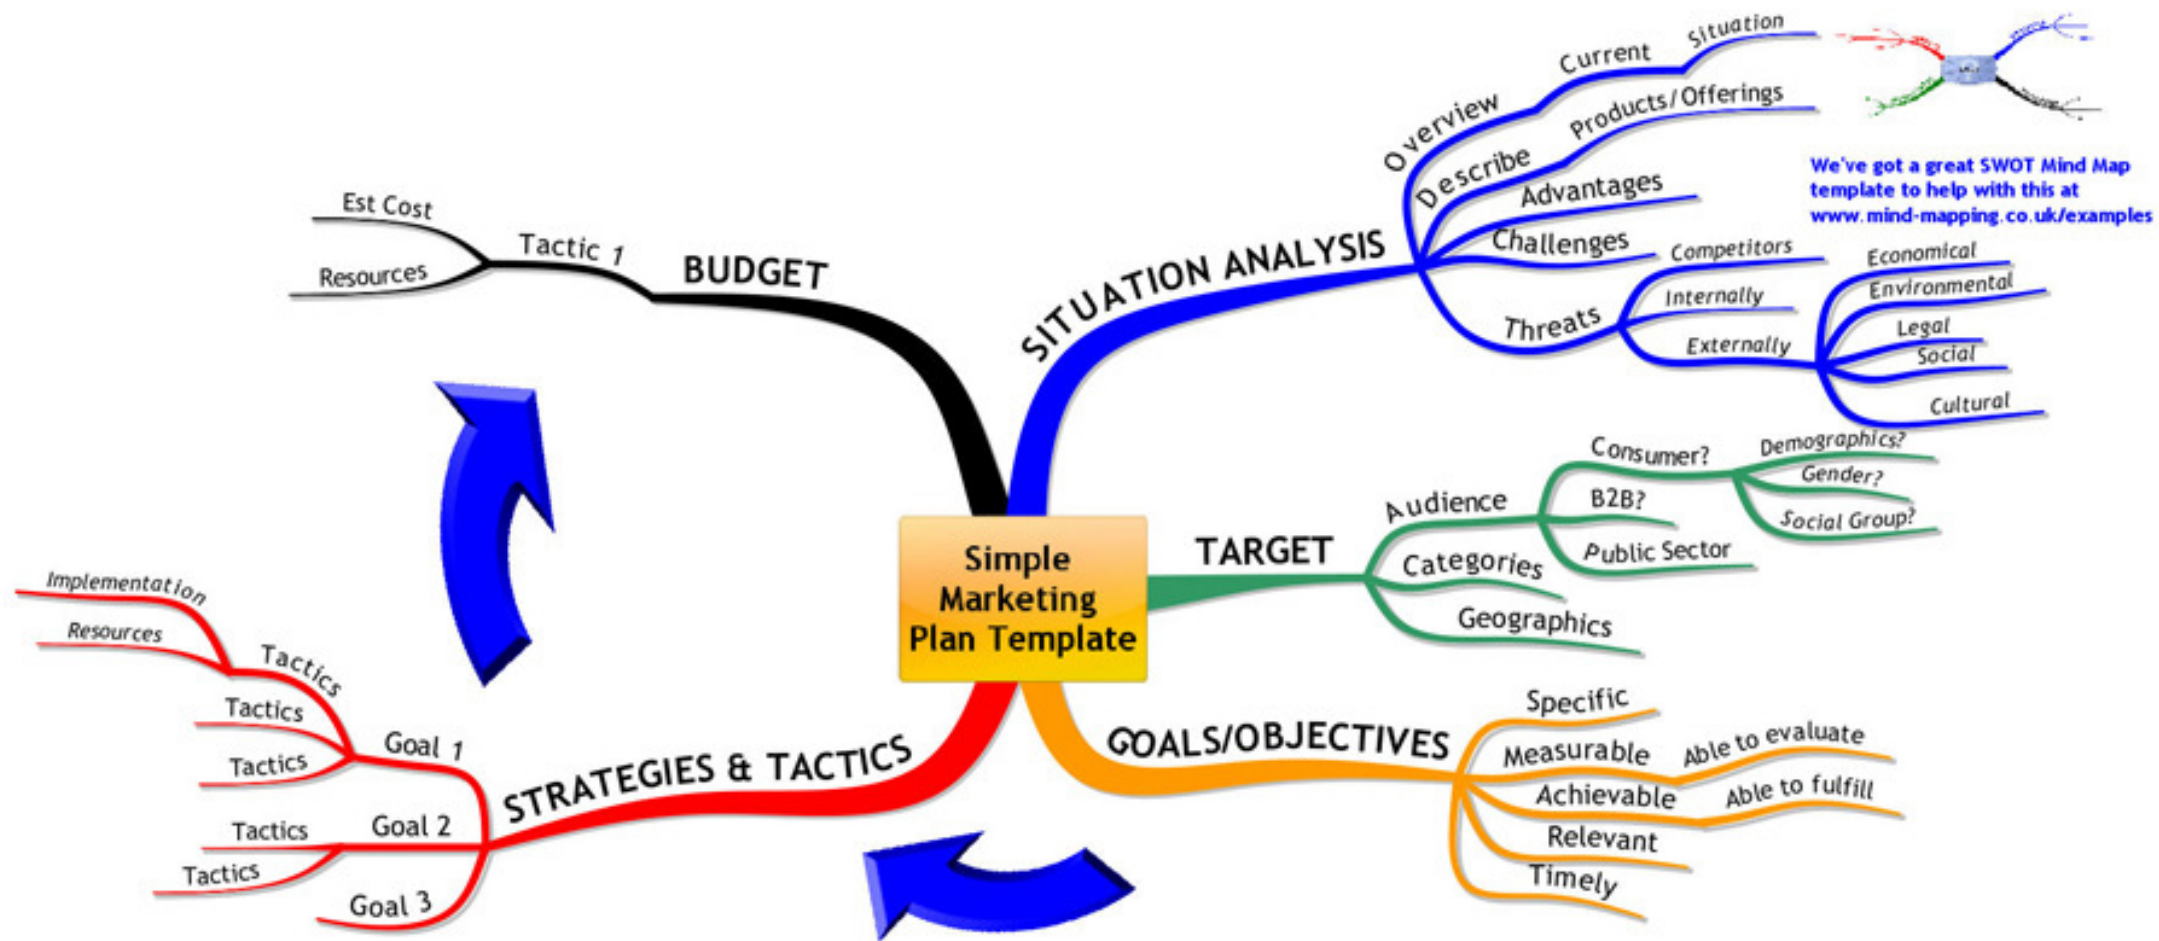 Simple
Marketing
Plan Template
SITUATION ANALYSIS
Overview
Current
Situation
Describe
Products/Offerings
Advantages
Challenges
Threats
Competitors
Internally
Externally
Economical
Environmental
Legal
Social
Cultural
We've got a great SWOT Mind Map
template to help with this at
www.mind-mapping.co.uk/examples
TARGET
Audience
Consumer?
Demographics?
Gender?
Social Group?
B2B?
Public Sector
Categories
Geographics
GOALS/OBJECTIVES
Specific
Measurable
Able to evaluate
Achievable
Able to fulfill
Relevant
Timely
STRATEGIES & TACTICS
Goal 1
Tactics
Implementation
Resources
Tactics
Tactics
Goal 2
Tactics
Tactics
Goal 3
BUDGET
Tactic 1
Est Cost
Resources